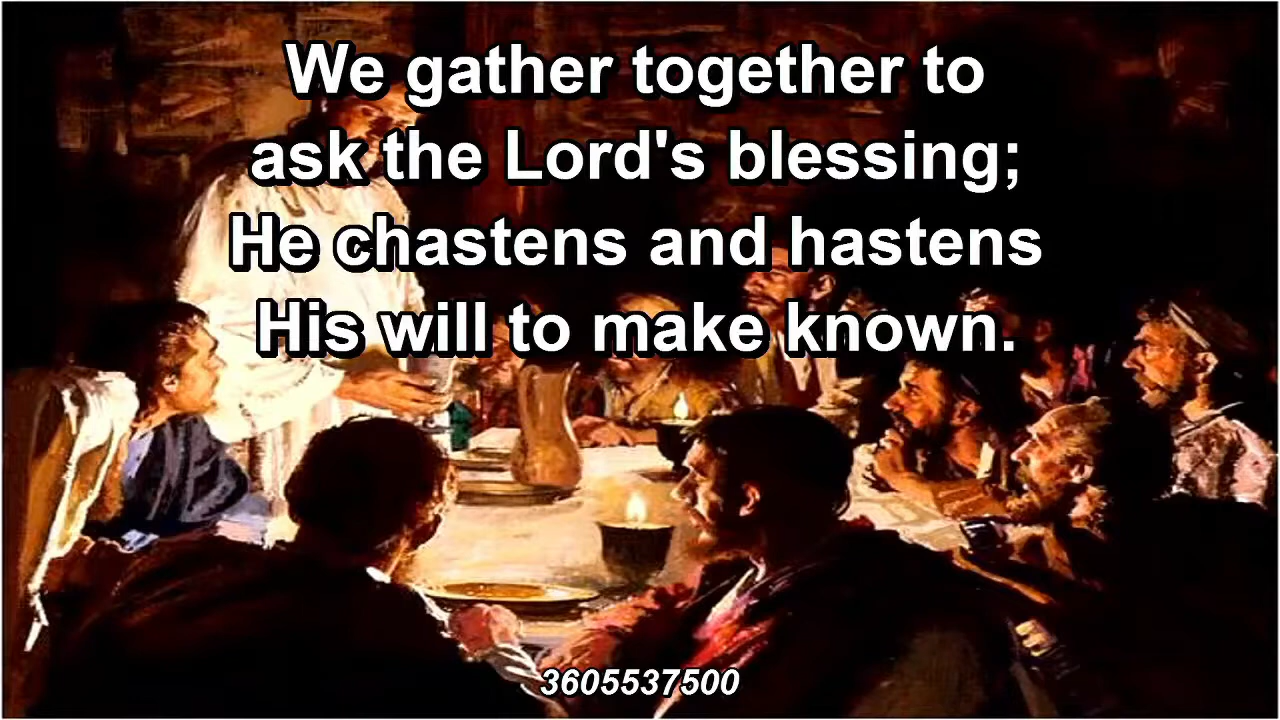 We gather together to
ask the Lord's blessing;
He chastens and hastens
His will to make known.
3605537500